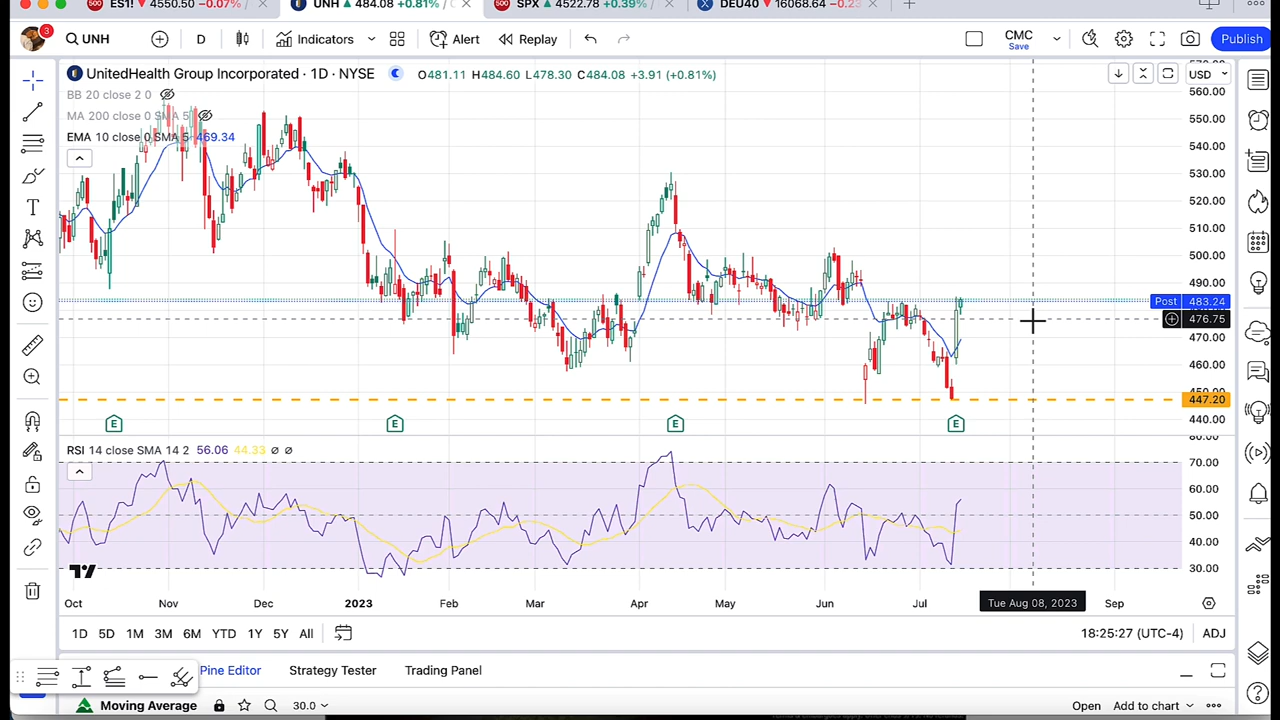 ES1! ▼ 4550.50 −0.07%
UNH ▲ 484.08 +0.81%
SPX ▲ 4522.78 +0.39%
DEU40 ▼ 16068.64 −0.23
3 UNH D Indicators Alert Replay CMC Save Publish
UnitedHealth Group Incorporated · 1D · NYSE O481.11 H484.60 L478.30 C484.08 +3.91 (+0.81%) USD
BB 20 close 2 0
MA 200 close 0 SMA 5
EMA 10 close 0 SMA 5 469.34
560.00
550.00
540.00
530.00
520.00
510.00
500.00
490.00
Post 483.24
476.75
470.00
460.00
447.20
440.00
E E E E
RSI 14 close SMA 14 2 56.06 44.33 ∅ ∅
80.00
70.00
60.00
50.00
40.00
30.00
Oct Nov Dec 2023 Feb Mar Apr May Jun Jul Tue Aug 08, 2023 Sep
1D 5D 1M 3M 6M YTD 1Y 5Y All 18:25:27 (UTC-4) ADJ
Pine Editor Strategy Tester Trading Panel
Moving Average 30.0 Open Add to chart